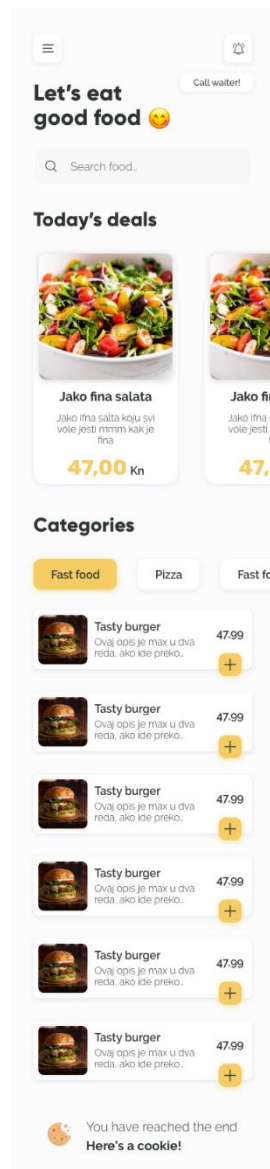 Call waiter!
Let's eat
good food
Search food..
Today's deals
Jako fina salata
Jako ifna salta koju svi
vole jesti mmm kak je
fina
47,00 Kn
Jako fi
Jako ifna
vole jesti
47,
Categories
Fast food
Pizza
Fast fo
Tasty burger
Ovaj opis je max u dva
reda, ako ide preko..
47.99
Tasty burger
Ovaj opis je max u dva
reda, ako ide preko..
47.99
Tasty burger
Ovaj opis je max u dva
reda, ako ide preko..
47.99
Tasty burger
Ovaj opis je max u dva
reda, ako ide preko..
47.99
Tasty burger
Ovaj opis je max u dva
reda, ako ide preko..
47.99
Tasty burger
Ovaj opis je max u dva
reda, ako ide preko..
47.99
You have reached the end
Here's a cookie!